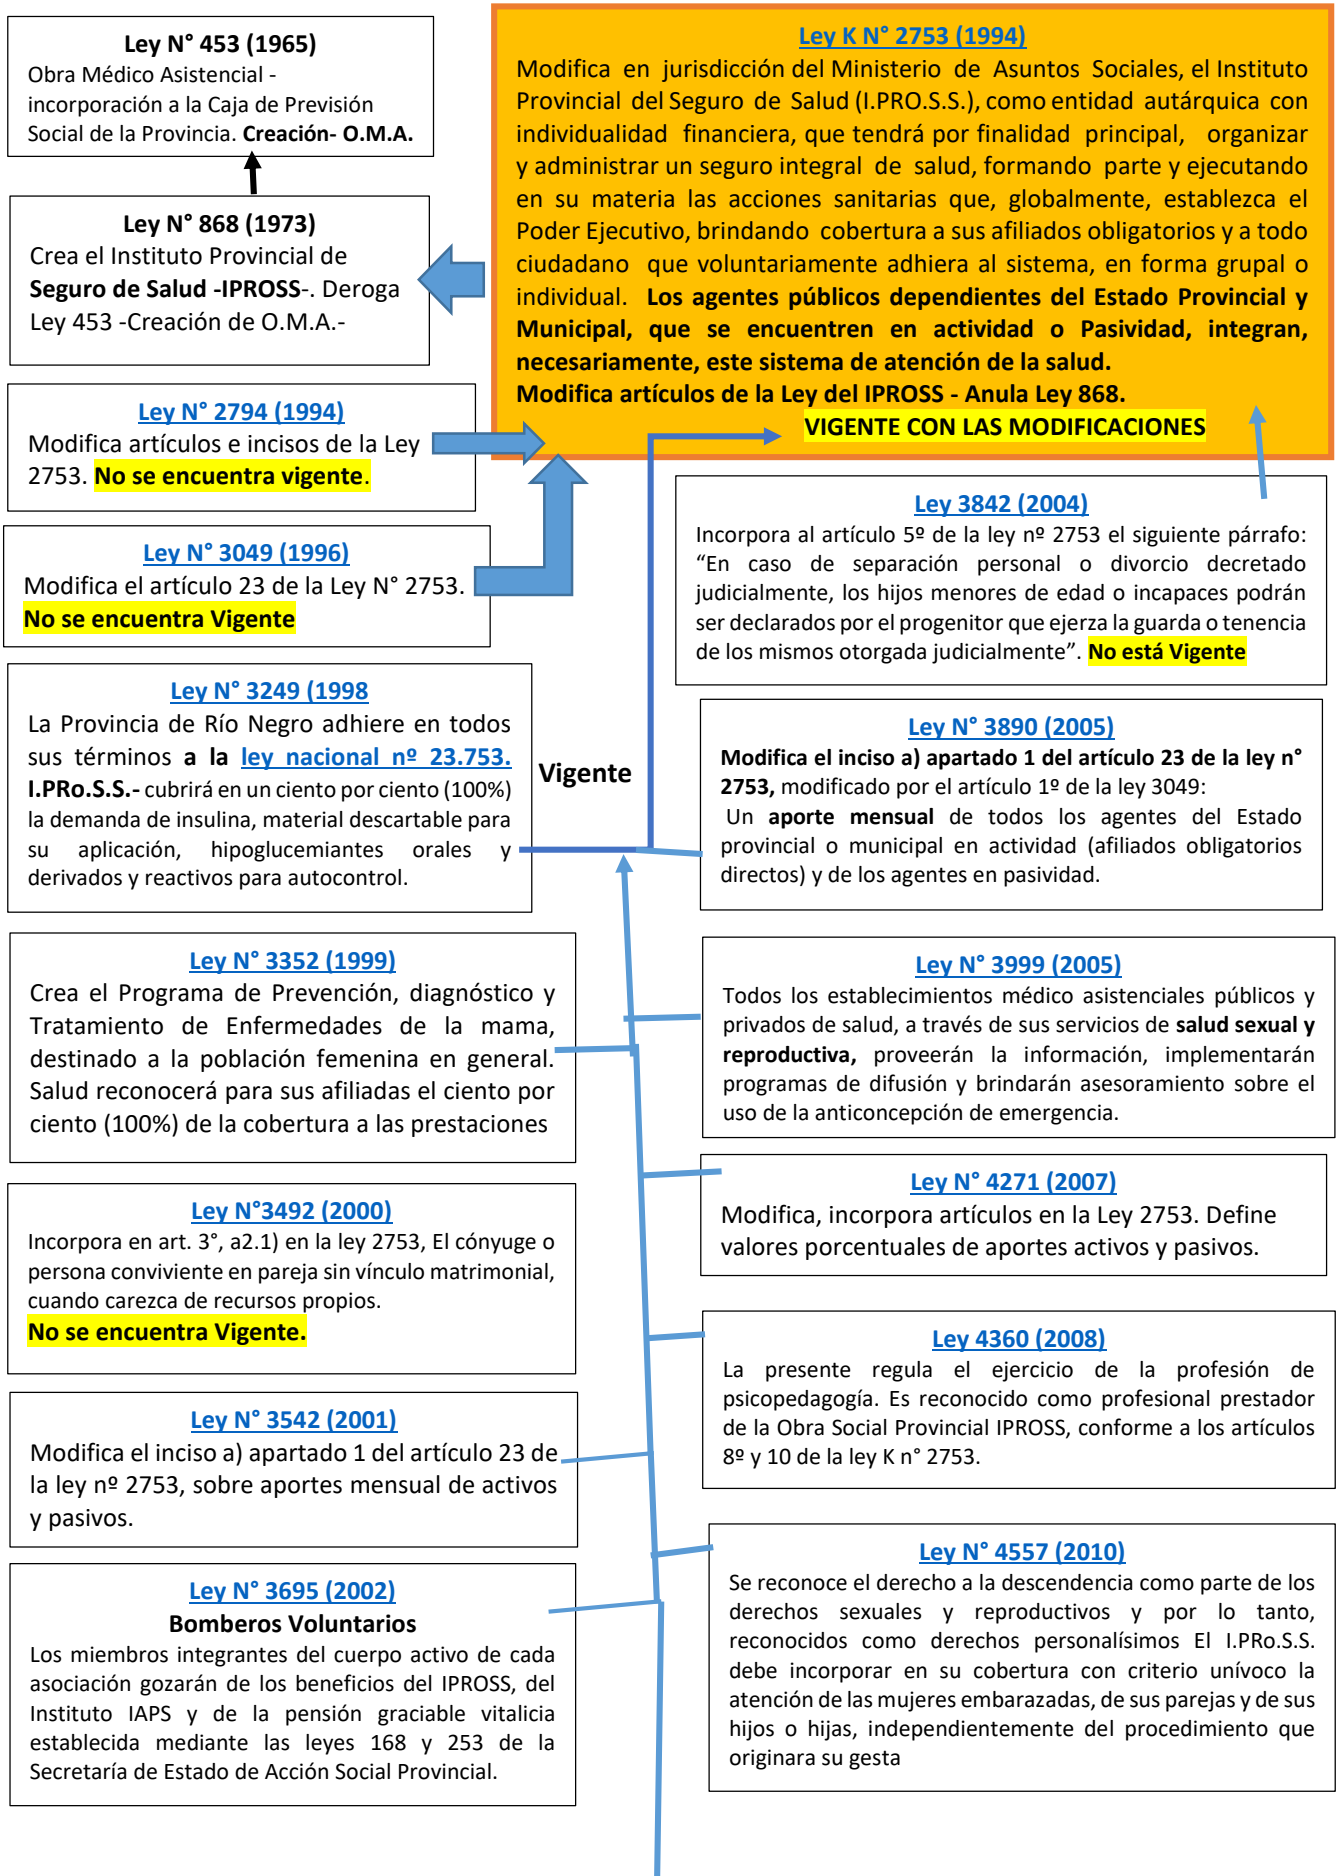 Ley N° 453 (1965)
Obra Médico Asistencial -
incorporación a la Caja de Previsión
Social de la Provincia. Creación- O.M.A.
Ley N° 868 (1973)
Crea el Instituto Provincial de
Seguro de Salud -IPROSS-. Deroga
Ley 453 -Creación de O.M.A.-
Ley K N° 2753 (1994)
Modifica en jurisdicción del Ministerio de Asuntos Sociales, el Instituto
Provincial del Seguro de Salud (I.PRO.S.S.), como entidad autárquica con
individualidad financiera, que tendrá por finalidad principal, organizar
y administrar un seguro integral de salud, formando parte y ejecutando
en su materia las acciones sanitarias que, globalmente, establezca el
Poder Ejecutivo, brindando cobertura a sus afiliados obligatorios y a todo
ciudadano que voluntariamente adhiera al sistema, en forma grupal o
individual. Los agentes públicos dependientes del Estado Provincial y
Municipal, que se encuentren en actividad o Pasividad, integran,
necesariamente, este sistema de atención de la salud.
Modifica artículos de la Ley del IPROSS - Anula Ley 868.
VIGENTE CON LAS MODIFICACIONES
Ley N° 2794 (1994)
Modifica artículos e incisos de la Ley
2753. No se encuentra vigente.
Ley N° 3049 (1996)
Modifica el artículo 23 de la Ley N° 2753.
No se encuentra Vigente
Ley 3842 (2004)
Incorpora al artículo 5º de la ley nº 2753 el siguiente párrafo:
“En caso de separación personal o divorcio decretado
judicialmente, los hijos menores de edad o incapaces podrán
ser declarados por el progenitor que ejerza la guarda o tenencia
de los mismos otorgada judicialmente”. No está Vigente
Ley N° 3249 (1998
La Provincia de Río Negro adhiere en todos
sus términos a la ley nacional nº 23.753.
I.PRo.S.S.- cubrirá en un ciento por ciento (100%)
la demanda de insulina, material descartable para
su aplicación, hipoglucemiantes orales y
derivados y reactivos para autocontrol.
Vigente
Ley N° 3890 (2005)
Modifica el inciso a) apartado 1 del artículo 23 de la ley n°
2753, modificado por el artículo 1º de la ley 3049:
Un aporte mensual de todos los agentes del Estado
provincial o municipal en actividad (afiliados obligatorios
directos) y de los agentes en pasividad.
Ley N° 3352 (1999)
Crea el Programa de Prevención, diagnóstico y
Tratamiento de Enfermedades de la mama,
destinado a la población femenina en general.
Salud reconocerá para sus afiliadas el ciento por
ciento (100%) de la cobertura a las prestaciones
Ley N° 3999 (2005)
Todos los establecimientos médico asistenciales públicos y
privados de salud, a través de sus servicios de salud sexual y
reproductiva, proveerán la información, implementarán
programas de difusión y brindarán asesoramiento sobre el
uso de la anticoncepción de emergencia.
Ley N°3492 (2000)
Incorpora en art. 3°, a2.1) en la ley 2753, El cónyuge o
persona conviviente en pareja sin vínculo matrimonial,
cuando carezca de recursos propios.
No se encuentra Vigente.
Ley N° 4271 (2007)
Modifica, incorpora artículos en la Ley 2753. Define
valores porcentuales de aportes activos y pasivos.
Ley 4360 (2008)
La presente regula el ejercicio de la profesión de
psicopedagogía. Es reconocido como profesional prestador
de la Obra Social Provincial IPROSS, conforme a los artículos
8º y 10 de la ley K n° 2753.
Ley N° 3542 (2001)
Modifica el inciso a) apartado 1 del artículo 23 de
la ley nº 2753, sobre aportes mensual de activos
y pasivos.
Ley N° 3695 (2002)
Bomberos Voluntarios
Los miembros integrantes del cuerpo activo de cada
asociación gozarán de los beneficios del IPROSS, del
Instituto IAPS y de la pensión graciable vitalicia
establecida mediante las leyes 168 y 253 de la
Secretaría de Estado de Acción Social Provincial.
Ley N° 4557 (2010)
Se reconoce el derecho a la descendencia como parte de los
derechos sexuales y reproductivos y por lo tanto,
reconocidos como derechos personalísimos El I.PRo.S.S.
debe incorporar en su cobertura con criterio unívoco la
atención de las mujeres embarazadas, de sus parejas y de sus
hijos o hijas, independientemente del procedimiento que
originara su gesta